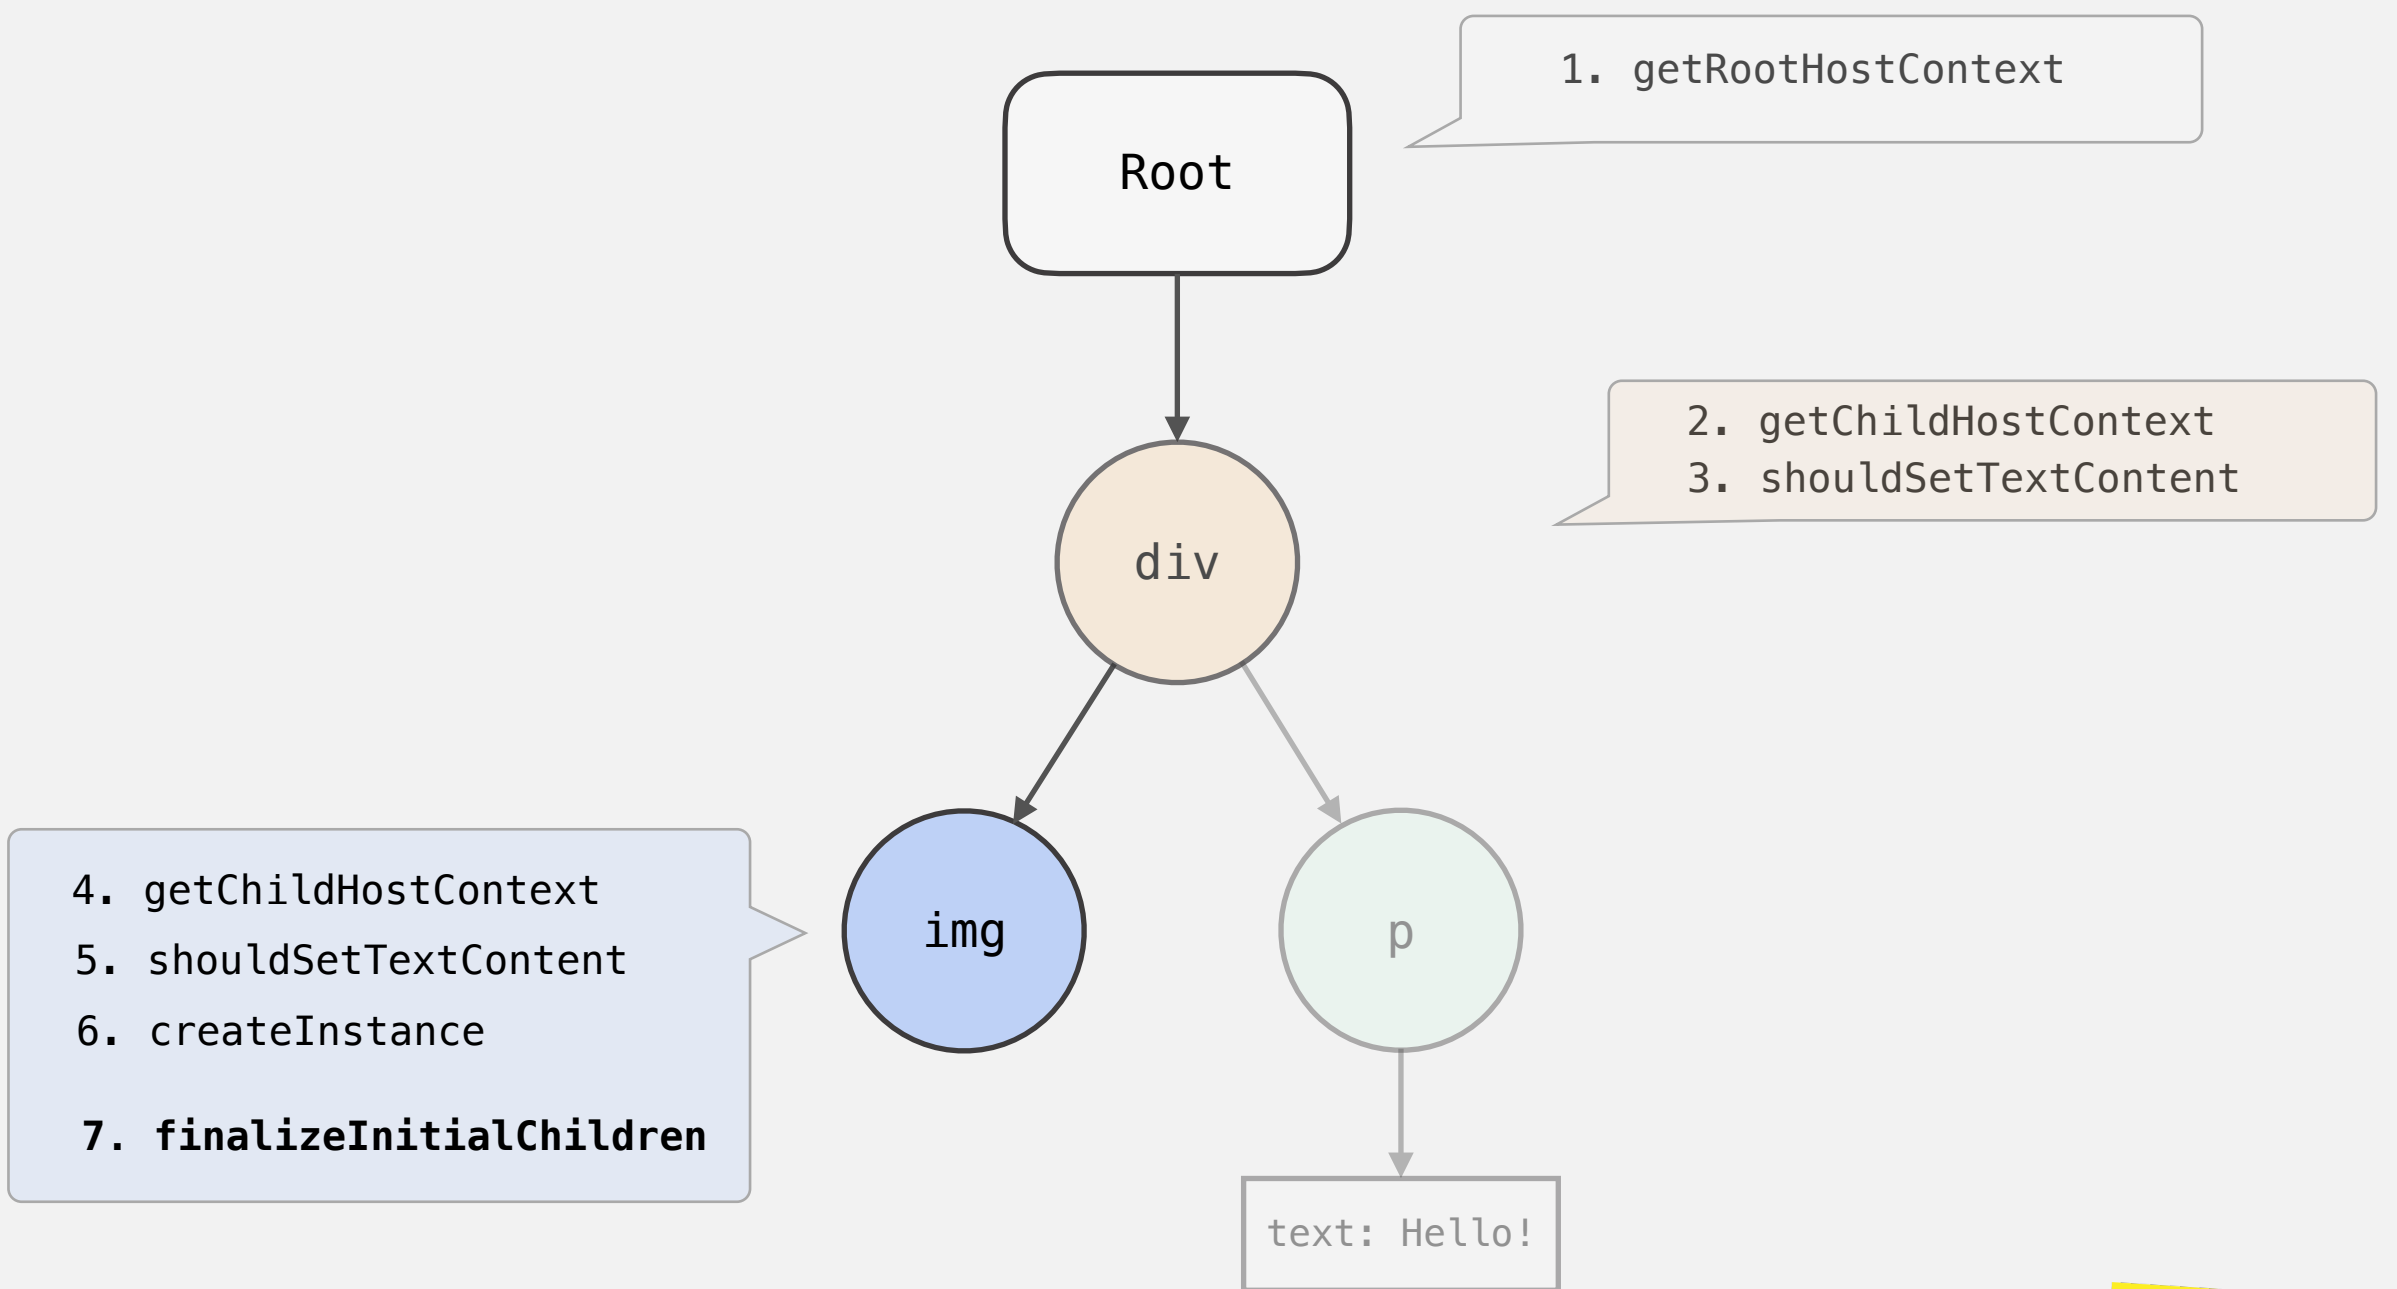 1. getRootHostContext
Root
2. getChildHostContext
3. shouldSetTextContent
div
4. getChildHostContext
5. shouldSetTextContent
6. createInstance
7. finalizeInitialChildren
img
p
text: Hello!